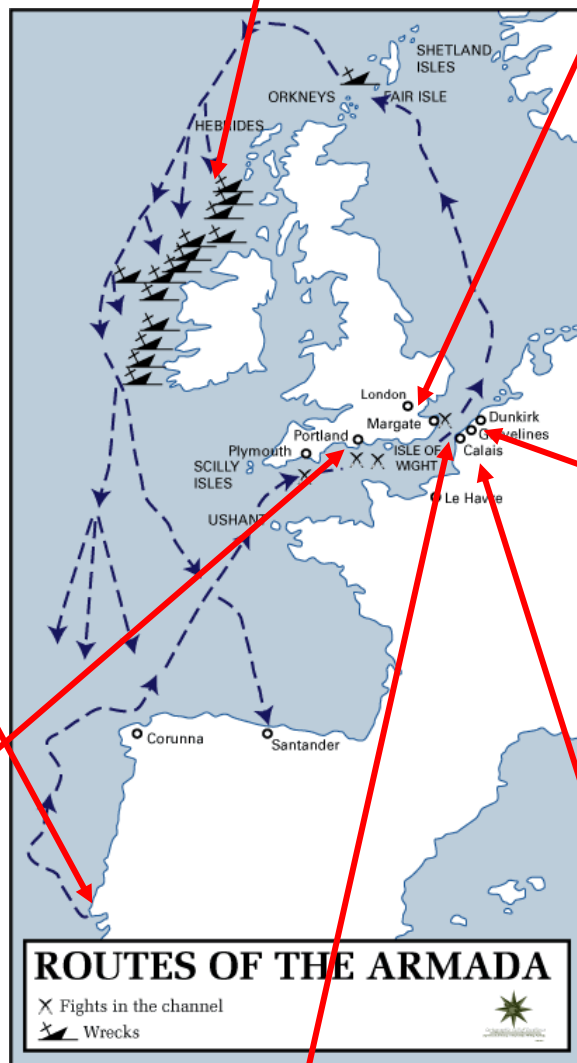 SHETLAND
ISLES
ORKNEYS
FAIR ISLE
HEBRIDES
London
Margate
Dunkirk
Gravelines
Portland
Calais
Plymouth
ISLE OF
WIGHT
SCILLY
ISLES
Le Havre
USHANT
Corunna
Santander
ROUTES OF THE ARMADA
Fights in the channel
Wrecks